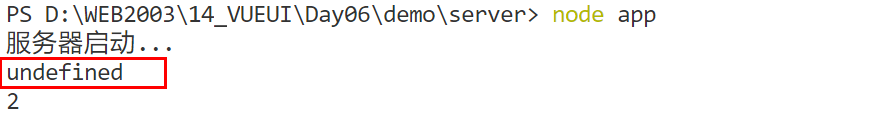 PS D:\WEB2003\14_VUEUI\Day06\demo\server> node app
服务器启动...
undefined
2